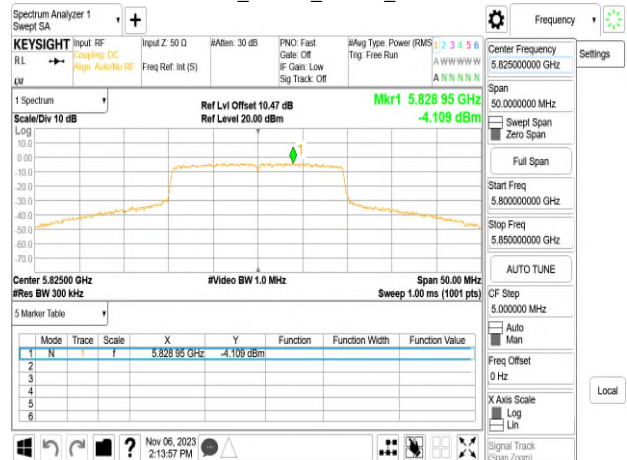 Spectrum Analyzer 1
Swept SA
+
Frequency
KEYSIGHT
Input: RF
Coupling: DC
Align: Auto/No RF
Input Z: 50 Ω
Freq Ref: Int (S)
#Atten: 30 dB
PNO: Fast
Gate: Off
IF Gain: Low
Sig Track: Off
#Avg Type: Power (RMS
Trig: Free Run
1 2 3 4 5 6
A W W W W W
A N N N N N
RL
Center Frequency
5.825000000 GHz
Settings
Span
50.0000000 MHz
Swept Span
Zero Span
Full Span
Start Freq
5.800000000 GHz
Stop Freq
5.850000000 GHz
AUTO TUNE
CF Step
5.000000 MHz
Auto
Man
Freq Offset
0 Hz
X Axis Scale
Log
Lin
Signal Track
(Span Zoom)
Local
1 Spectrum
Scale/Div 10 dB
Ref Lvl Offset 10.47 dB
Ref Level 20.00 dBm
Mkr1 5.828 95 GHz
-4.109 dBm
Log
10.0
0.00
-10.0
-20.0
-30.0
-40.0
-50.0
-60.0
-70.0
1
Center 5.82500 GHz
#Res BW 300 kHz
#Video BW 1.0 MHz
Span 50.00 MHz
Sweep 1.00 ms (1001 pts)
5 Marker Table
Mode Trace Scale X Y Function Function Width Function Value
1 N 1 f 5.828 95 GHz -4.109 dBm
2
3
4
5
6
?
Nov 06, 2023
2:13:57 PM